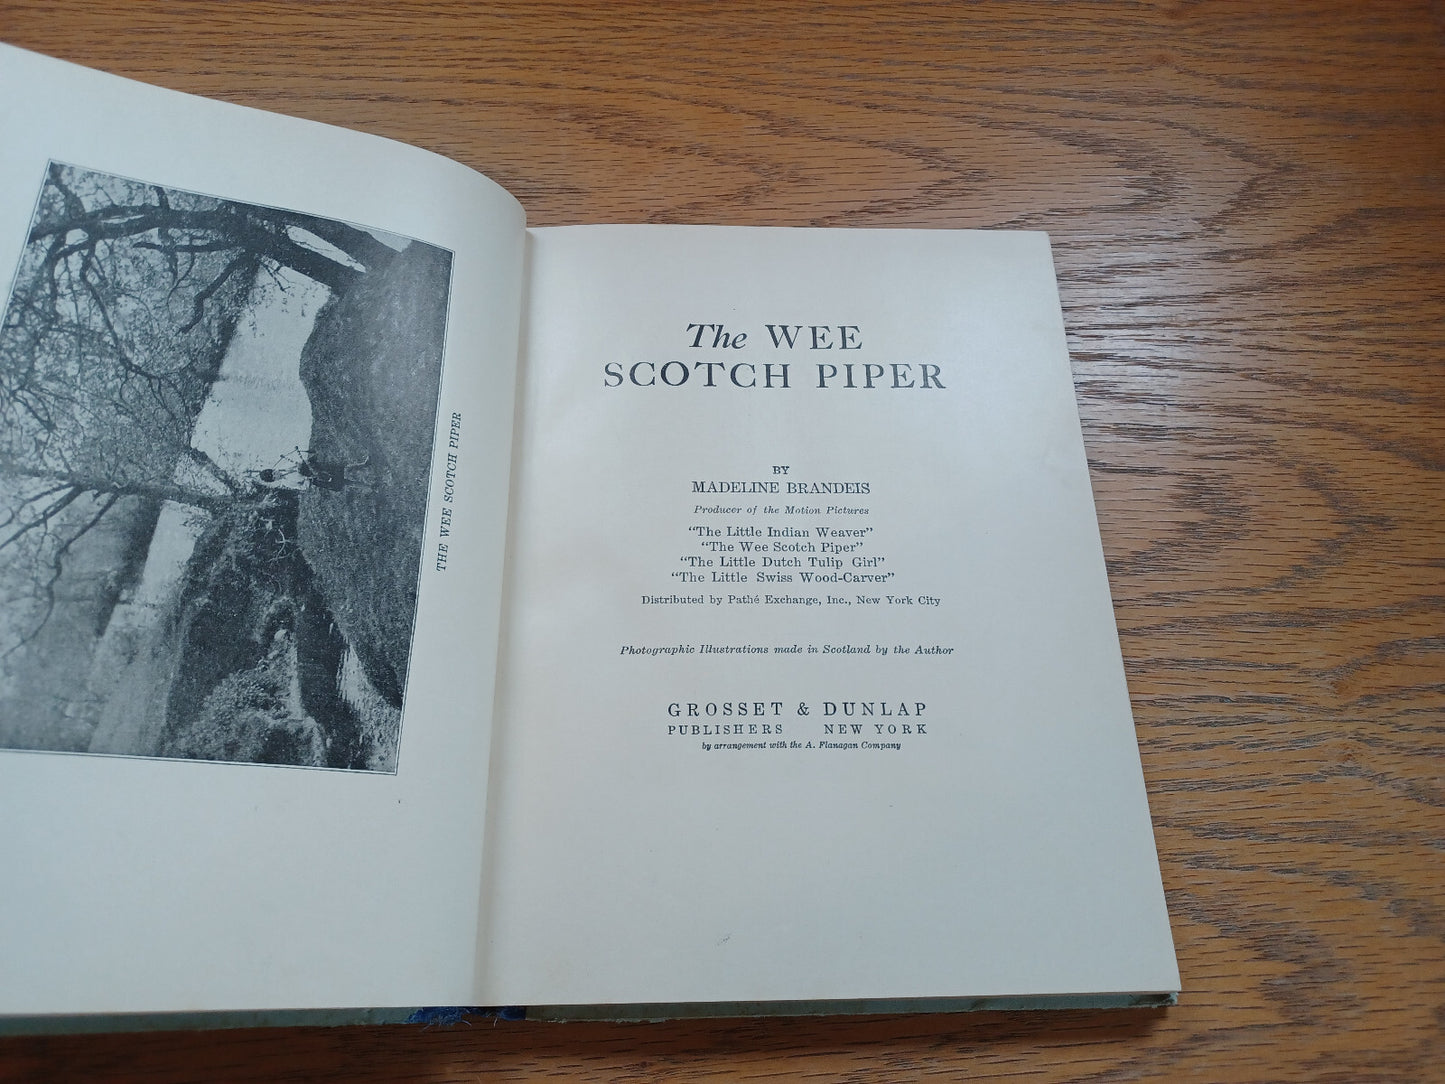 THE WEE SCOTCH PIPER
The WEE
SCOTCH PIPER
BY
MADELINE BRANDEIS
Producer of the Motion Pictures
“The Little Indian Weaver”
“The Wee Scotch Piper”
“The Little Dutch Tulip Girl”
“The Little Swiss Wood-Carver”
Distributed by Pathé Exchange, Inc., New York City
Photographic Illustrations made in Scotland by the Author
GROSSET & DUNLAP
PUBLISHERS NEW YORK
by arrangement with the A. Flanagan Company